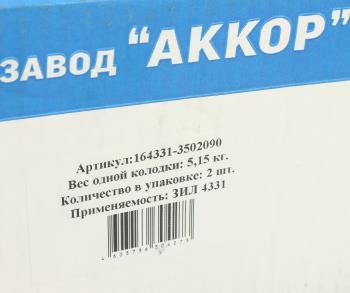 ЗАВОД “АККОР”
Артикул:164331-3502090
Вес одной колодки: 5,15 кг.
Количество в упаковке: 2 шт.
Применяемость: ЗИЛ 4331